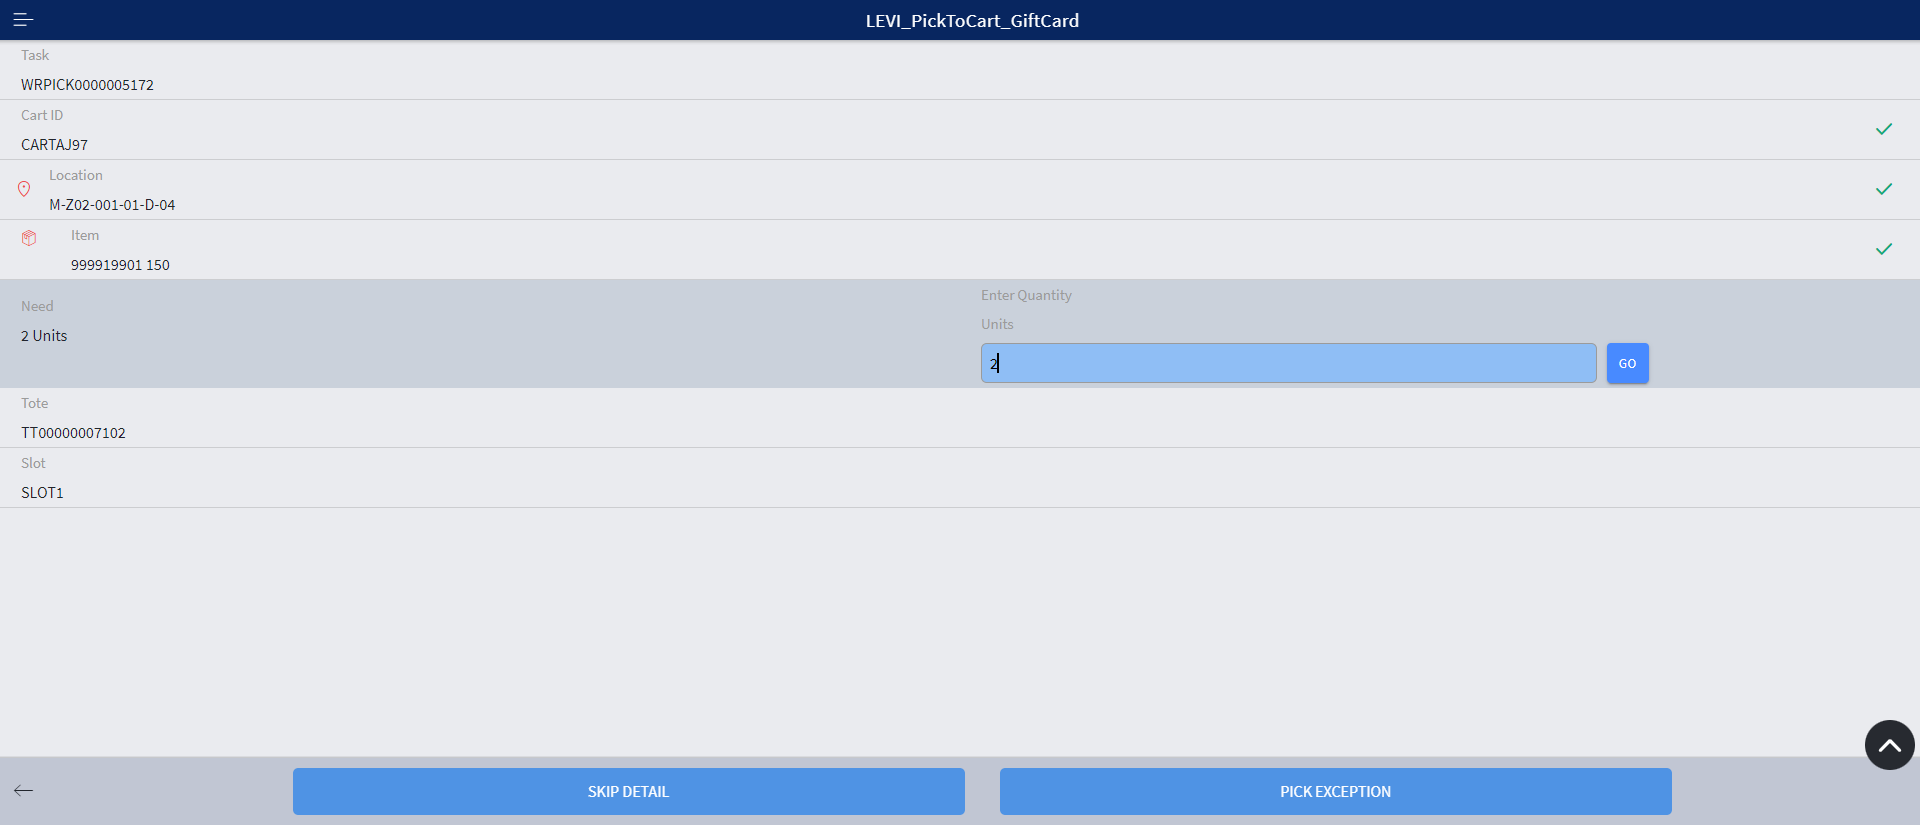 LEVI_PickToCart_GiftCard
Task
WRPICK0000005172
Cart ID
CARTAJ97
Location
M-Z02-001-01-D-04
Item
999919901 150
Need
2 Units
Enter Quantity
Units
2
GO
Tote
TT00000007102
Slot
SLOT1
SKIP DETAIL
PICK EXCEPTION